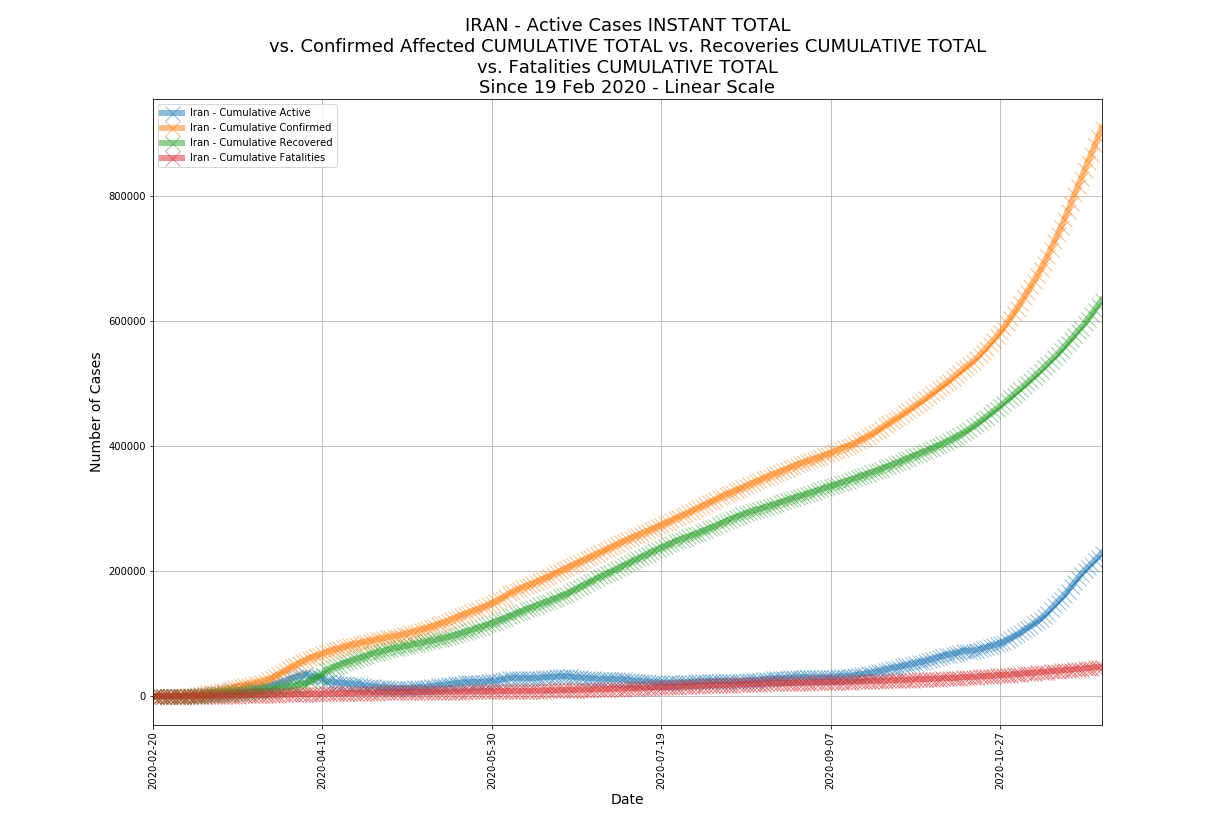 IRAN - Active Cases INSTANT TOTAL
vs. Confirmed Affected CUMULATIVE TOTAL vs. Recoveries CUMULATIVE TOTAL
vs. Fatalities CUMULATIVE TOTAL
Since 19 Feb 2020 - Linear Scale
Iran - Cumulative Active
Iran - Cumulative Confirmed
Iran - Cumulative Recovered
Iran - Cumulative Fatalities
Number of Cases
800000
600000
400000
200000
0
2020-02-20
2020-04-10
2020-05-30
2020-07-19
2020-09-07
2020-10-27
Date